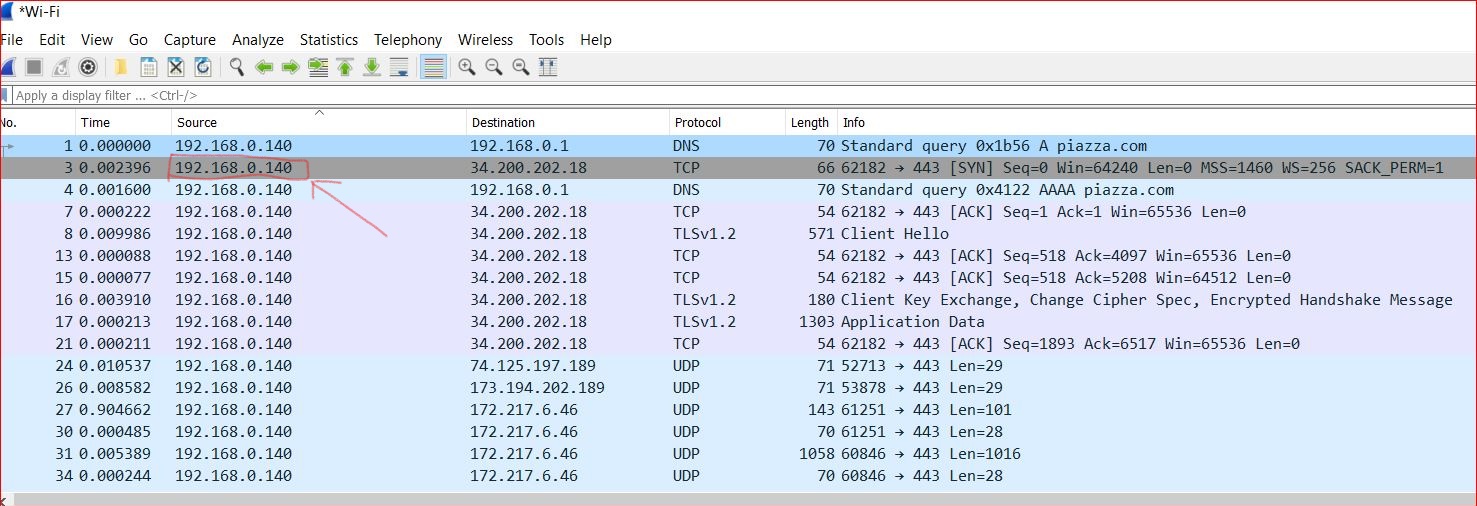 *Wi-Fi
File Edit View Go Capture Analyze Statistics Telephony Wireless Tools Help
Apply a display filter ... <Ctrl-/>
No. Time Source Destination Protocol Length Info
1 0.000000 192.168.0.140 192.168.0.1 DNS 70 Standard query 0x1b56 A piazza.com
3 0.002396 192.168.0.140 34.200.202.18 TCP 66 62182 → 443 [SYN] Seq=0 Win=64240 Len=0 MSS=1460 WS=256 SACK_PERM=1
4 0.001600 192.168.0.140 192.168.0.1 DNS 70 Standard query 0x4122 AAAA piazza.com
7 0.000222 192.168.0.140 34.200.202.18 TCP 54 62182 → 443 [ACK] Seq=1 Ack=1 Win=65536 Len=0
8 0.009986 192.168.0.140 34.200.202.18 TLSv1.2 571 Client Hello
13 0.000088 192.168.0.140 34.200.202.18 TCP 54 62182 → 443 [ACK] Seq=518 Ack=4097 Win=65536 Len=0
15 0.000077 192.168.0.140 34.200.202.18 TCP 54 62182 → 443 [ACK] Seq=518 Ack=5208 Win=64512 Len=0
16 0.003910 192.168.0.140 34.200.202.18 TLSv1.2 180 Client Key Exchange, Change Cipher Spec, Encrypted Handshake Message
17 0.000213 192.168.0.140 34.200.202.18 TLSv1.2 1303 Application Data
21 0.000211 192.168.0.140 34.200.202.18 TCP 54 62182 → 443 [ACK] Seq=1893 Ack=6517 Win=65536 Len=0
24 0.010537 192.168.0.140 74.125.197.189 UDP 71 52713 → 443 Len=29
26 0.008582 192.168.0.140 173.194.202.189 UDP 71 53878 → 443 Len=29
27 0.904662 192.168.0.140 172.217.6.46 UDP 143 61251 → 443 Len=101
30 0.000485 192.168.0.140 172.217.6.46 UDP 70 61251 → 443 Len=28
31 0.005389 192.168.0.140 172.217.6.46 UDP 1058 60846 → 443 Len=1016
34 0.000244 192.168.0.140 172.217.6.46 UDP 70 60846 → 443 Len=28